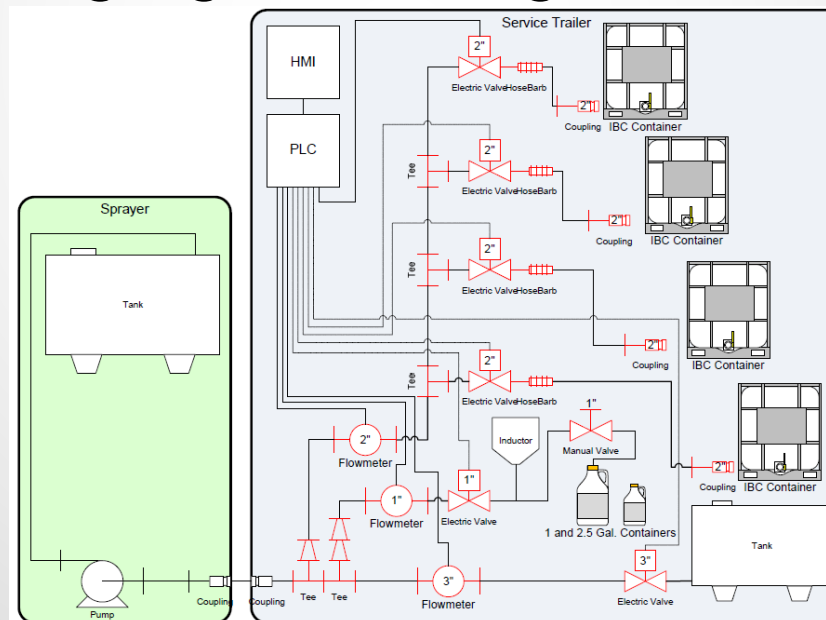 Service Trailer
HMI
2"
Electric Valve
HoseBarb
2"
Coupling
IBC Container
PLC
Tee
2"
Electric Valve
HoseBarb
2"
Coupling
IBC Container
Sprayer
Tank
Tee
2"
Electric Valve
HoseBarb
2"
Coupling
IBC Container
Tee
2"
Electric Valve
HoseBarb
2"
Coupling
IBC Container
2"
Flowmeter
Inductor
1"
Manual Valve
1"
Flowmeter
1"
Electric Valve
1 and 2.5 Gal. Containers
Tank
3"
Flowmeter
3"
Electric Valve
Pump
Coupling
Coupling
Tee
Tee